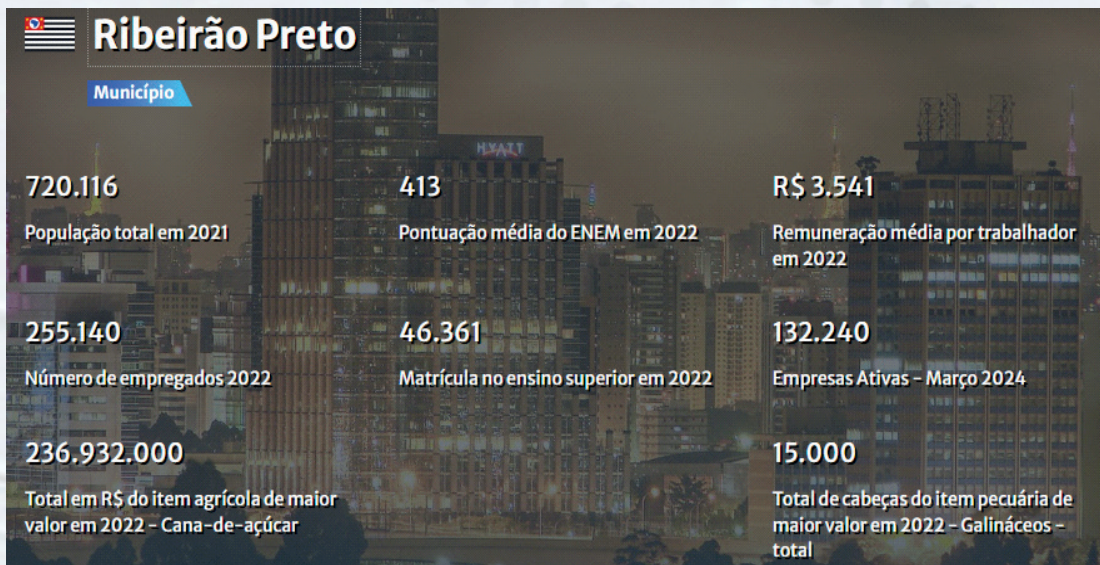 Ribeirão Preto
Município
HYATT
720.116
População total em 2021
413
Pontuação média do ENEM em 2022
R$ 3.541
Remuneração média por trabalhador
em 2022
255.140
Número de empregados 2022
46.361
Matrícula no ensino superior em 2022
132.240
Empresas Ativas - Março 2024
236.932.000
Total em R$ do item agrícola de maior
valor em 2022 - Cana-de-açúcar
15.000
Total de cabeças do item pecuária de
maior valor em 2022 - Galináceos -
total